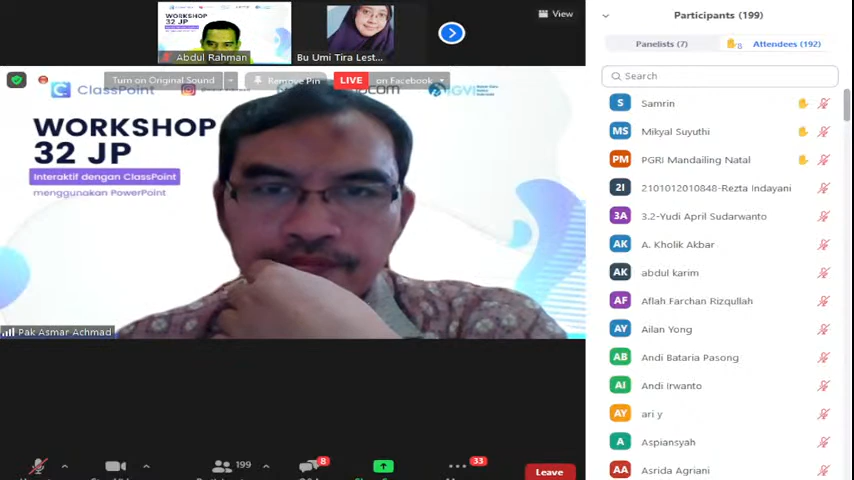 View
WORKSHOP
32 JP
Abdul Rahman
Bu Umi Tira Lest...
Turn on Original Sound
Remove Pin
LIVE
on Facebook
ClassPoint
IGVI
WORKSHOP
32 JP
Interaktif dengan ClassPoint
menggunakan PowerPoint
Pak Asmar Achmad
199
8
33
Leave
Participants (199)
Panelists (7)
Attendees (192)
Search
S Samrin
MS Mikyal Suyuthi
PM PGRI Mandailing Natal
2I 2101012010848-Rezta Indayani
3A 3.2-Yudi April Sudarwanto
AK A. Kholik Akbar
AK abdul karim
AF Aflah Farchan Rizqullah
AY Ailan Yong
AB Andi Bataria Pasong
AI Andi Irwanto
AY ari y
A Aspiansyah
AA Asrida Agriani